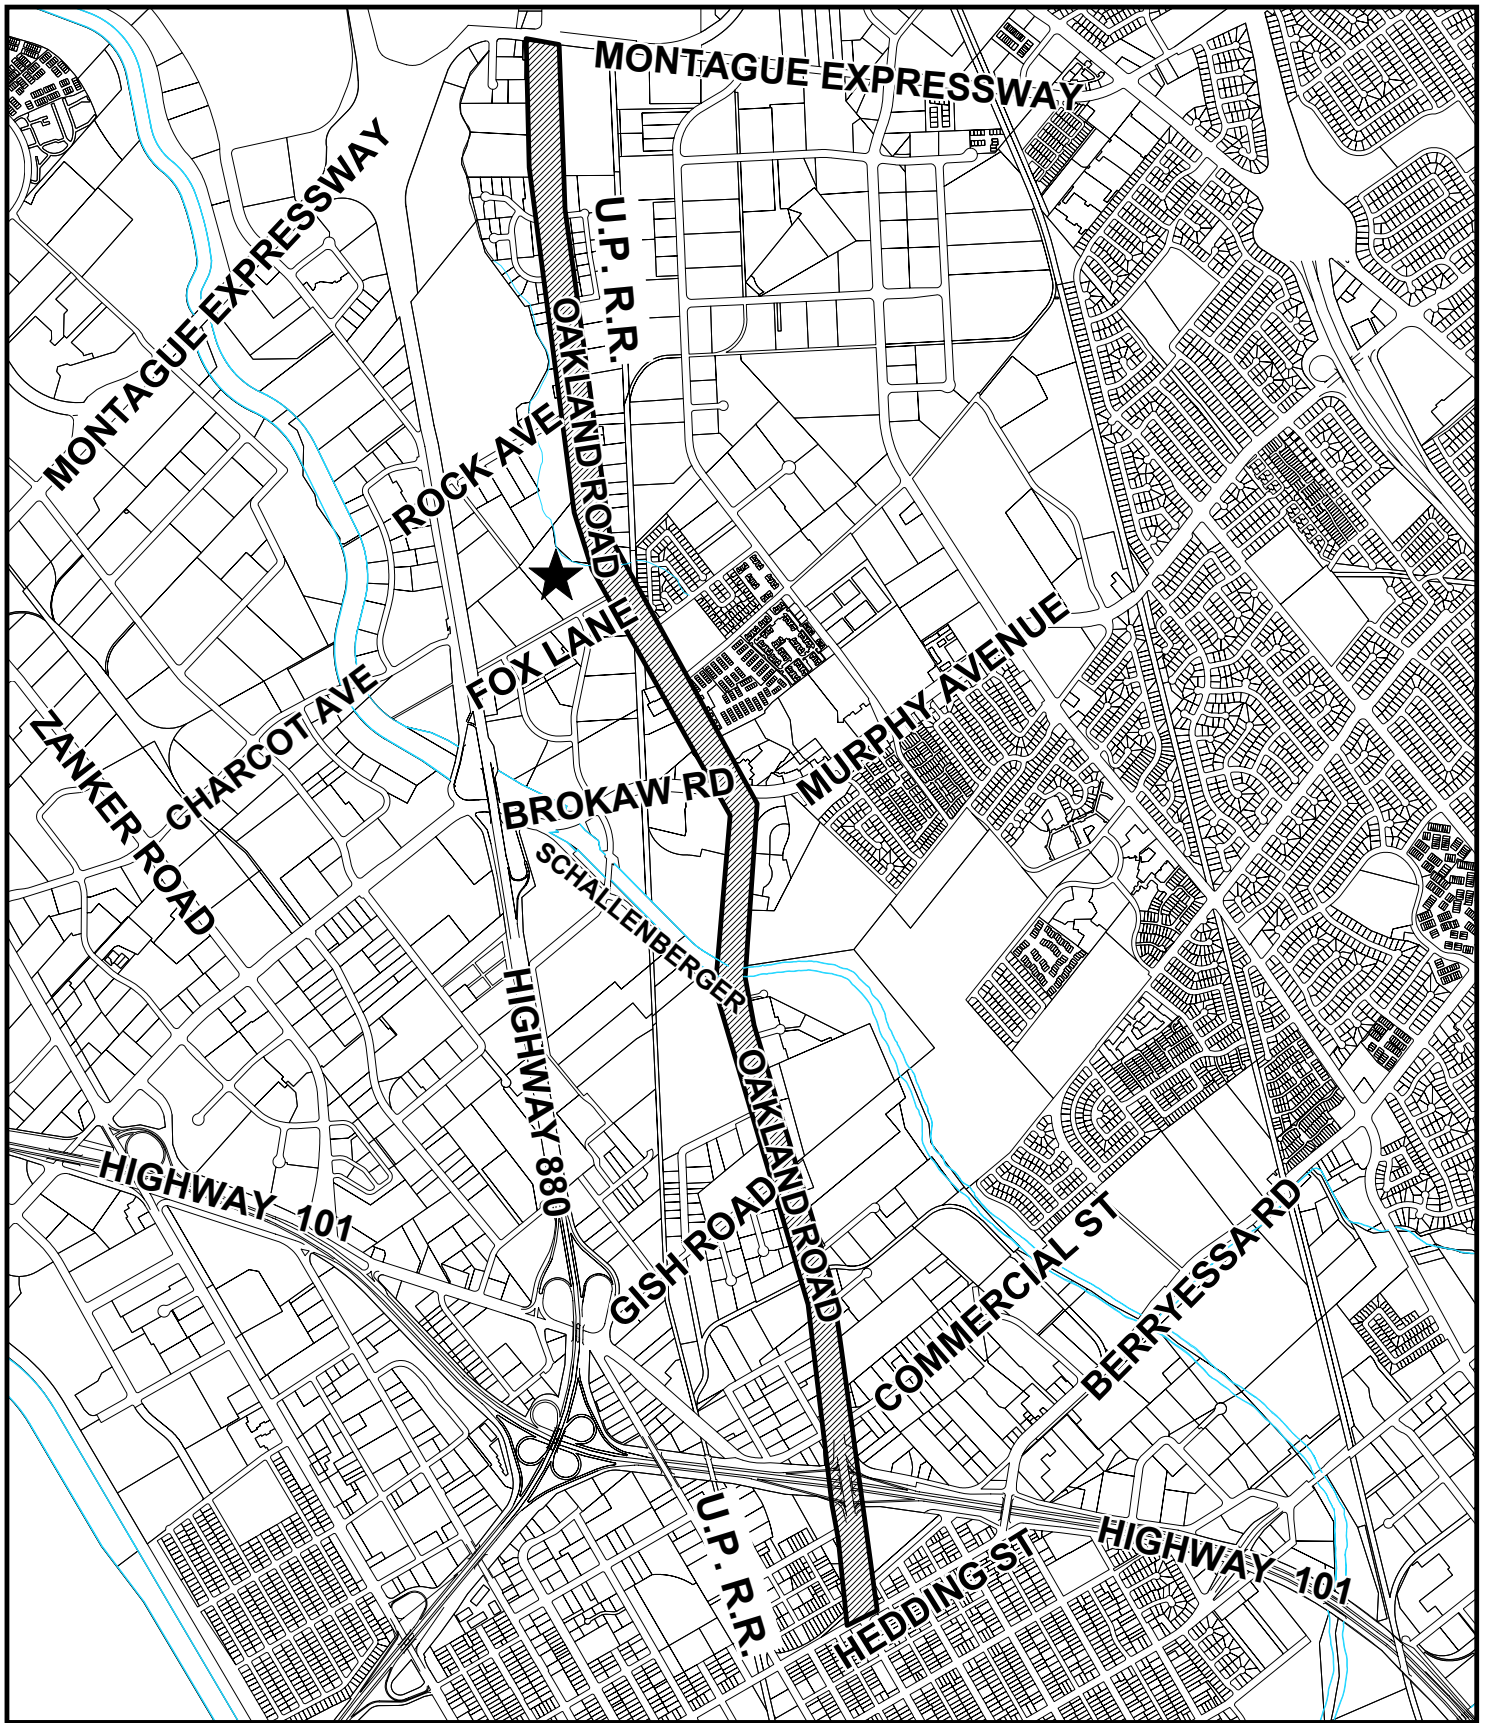 MONTAGUE EXPRESSWAY
MONTAGUE EXPRESSWAY
U.P. R.R.
OAKLAND ROAD
ROCK AVE
FOX LANE
CHARCOT AVE
ZANKER ROAD
MURPHY AVENUE
BROKAW RD
SCHALLENBERGER
HIGHWAY 880
OAKLAND ROAD
HIGHWAY 101
GISH ROAD
COMMERCIAL ST
BERRYESSA RD
U.P. R.R.
HEDDING ST
HIGHWAY 101